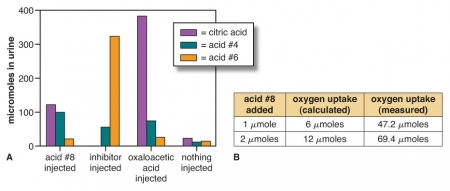 micromoles in urine
400
300
200
100
0
= citric acid
= acid #4
= acid #6
acid #8
injected
inhibitor
injected
oxaloacetic
acid
injected
nothing
injected
A
acid #8
added
oxygen uptake
(calculated)
oxygen uptake
(measured)
1 µmole
6 µmoles
47.2 µmoles
2 µmoles
12 µmoles
69.4 µmoles
B